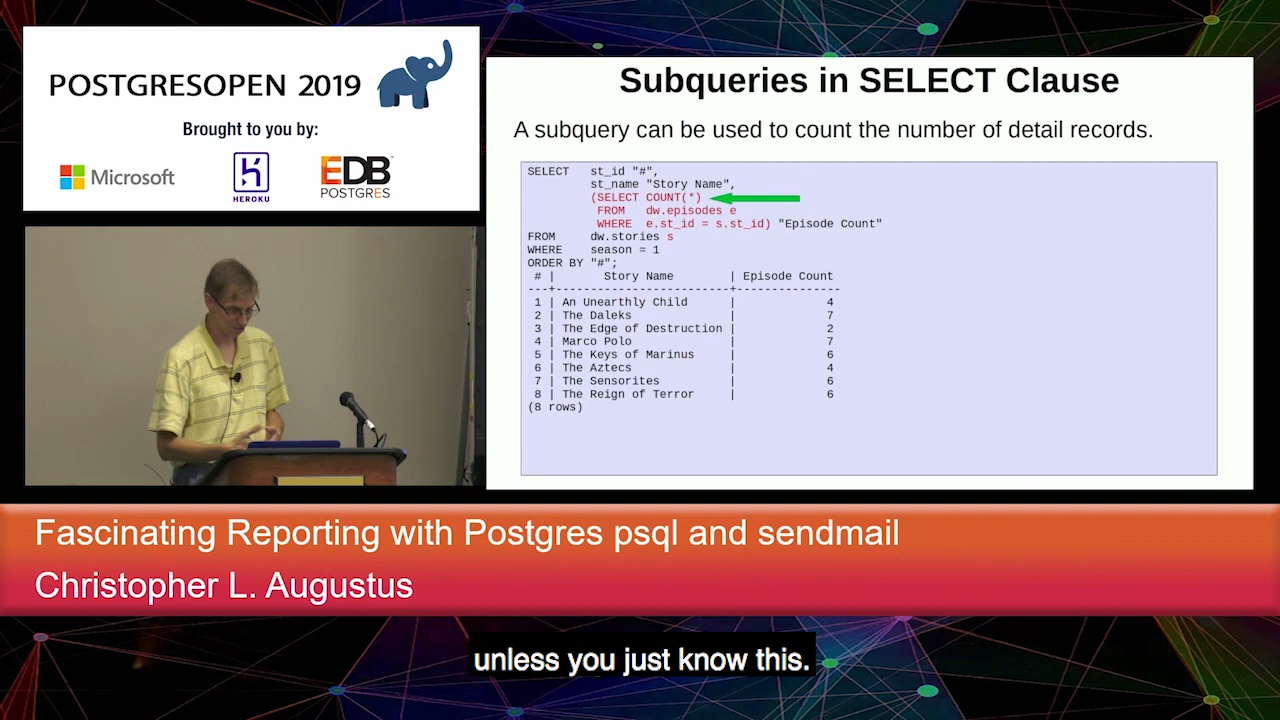 POSTGRESOPEN 2019
Brought to you by:
Microsoft
HEROKU
EDB
POSTGRES
Subqueries in SELECT Clause
A subquery can be used to count the number of detail records.
SELECT   st_id "#",
         st_name "Story Name",
         (SELECT COUNT(*)
          FROM   dw.episodes e
          WHERE  e.st_id = s.st_id) "Episode Count"
FROM     dw.stories s
WHERE    season = 1
ORDER BY "#";
 # |       Story Name        | Episode Count
---+-------------------------+---------------
 1 | An Unearthly Child      |             4
 2 | The Daleks              |             7
 3 | The Edge of Destruction |             2
 4 | Marco Polo              |             7
 5 | The Keys of Marinus     |             6
 6 | The Aztecs              |             4
 7 | The Sensorites          |             6
 8 | The Reign of Terror     |             6
(8 rows)
Fascinating Reporting with Postgres psql and sendmail
Christopher L. Augustus
unless you just know this.